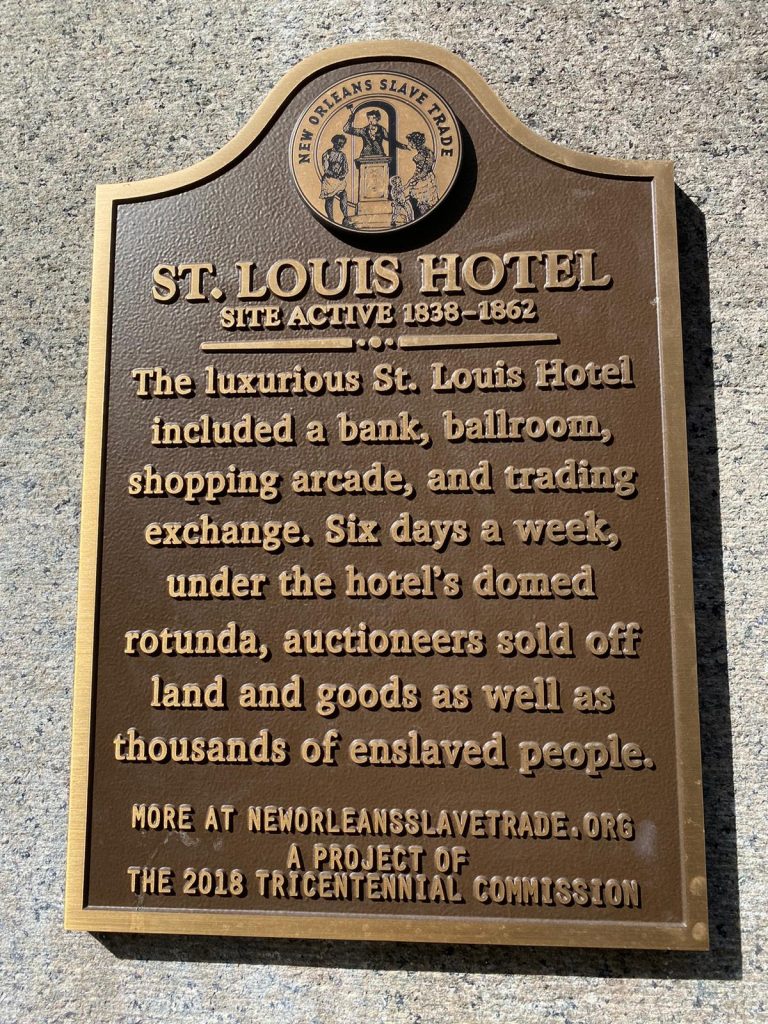 NEW ORLEANS SLAVE TRADE
ST. LOUIS HOTEL
SITE ACTIVE 1838–1862
The luxurious St. Louis Hotel
included a bank, ballroom,
shopping arcade, and trading
exchange. Six days a week,
under the hotel's domed
rotunda, auctioneers sold off
land and goods as well as
thousands of enslaved people.
MORE AT NEWORLEANSSLAVETRADE.ORG
A PROJECT OF
THE 2018 TRICENTENNIAL COMMISSION